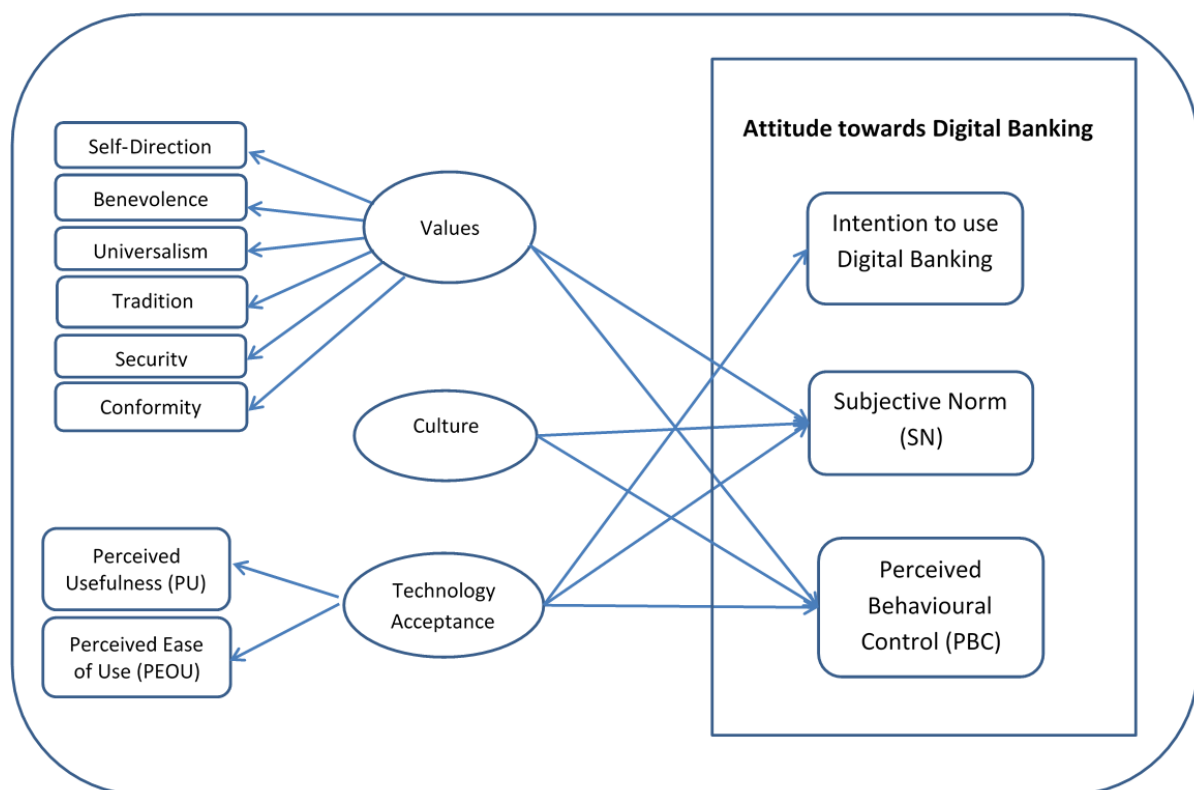 Attitude towards Digital Banking
Self-Direction
Benevolence
Universalism
Tradition
Security
Conformity
Values
Culture
Technology
Acceptance
Perceived
Usefulness (PU)
Perceived Ease
of Use (PEOU)
Intention to use
Digital Banking
Subjective Norm
(SN)
Perceived
Behavioural
Control (PBC)